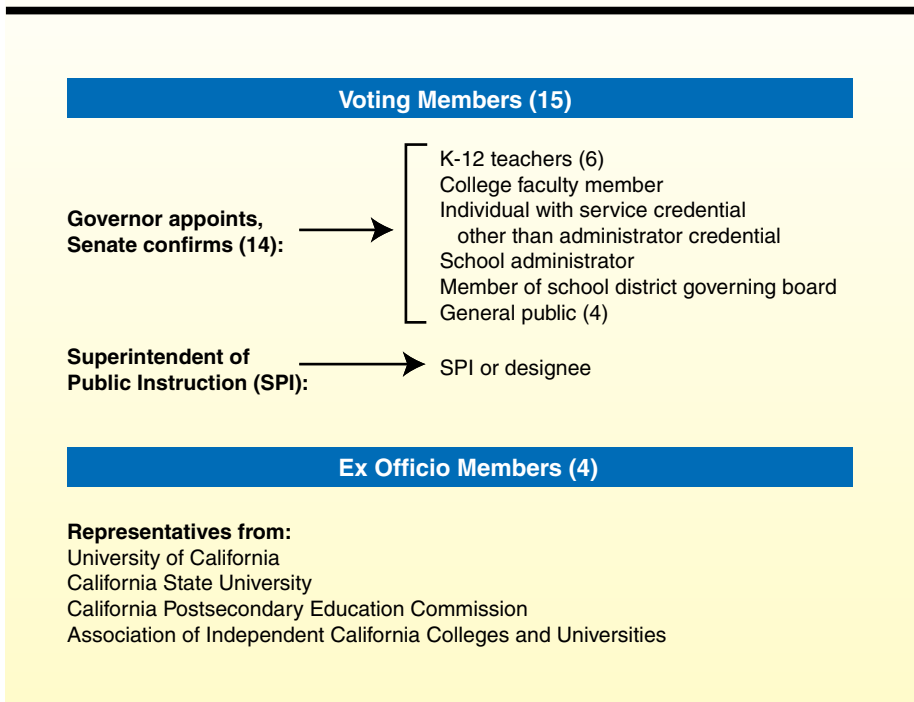 Voting Members (15)
Governor appoints,
Senate confirms (14):
K-12 teachers (6)
College faculty member
Individual with service credential
other than administrator credential
School administrator
Member of school district governing board
General public (4)
Superintendent of
Public Instruction (SPI):
SPI or designee
Ex Officio Members (4)
Representatives from:
University of California
California State University
California Postsecondary Education Commission
Association of Independent California Colleges and Universities